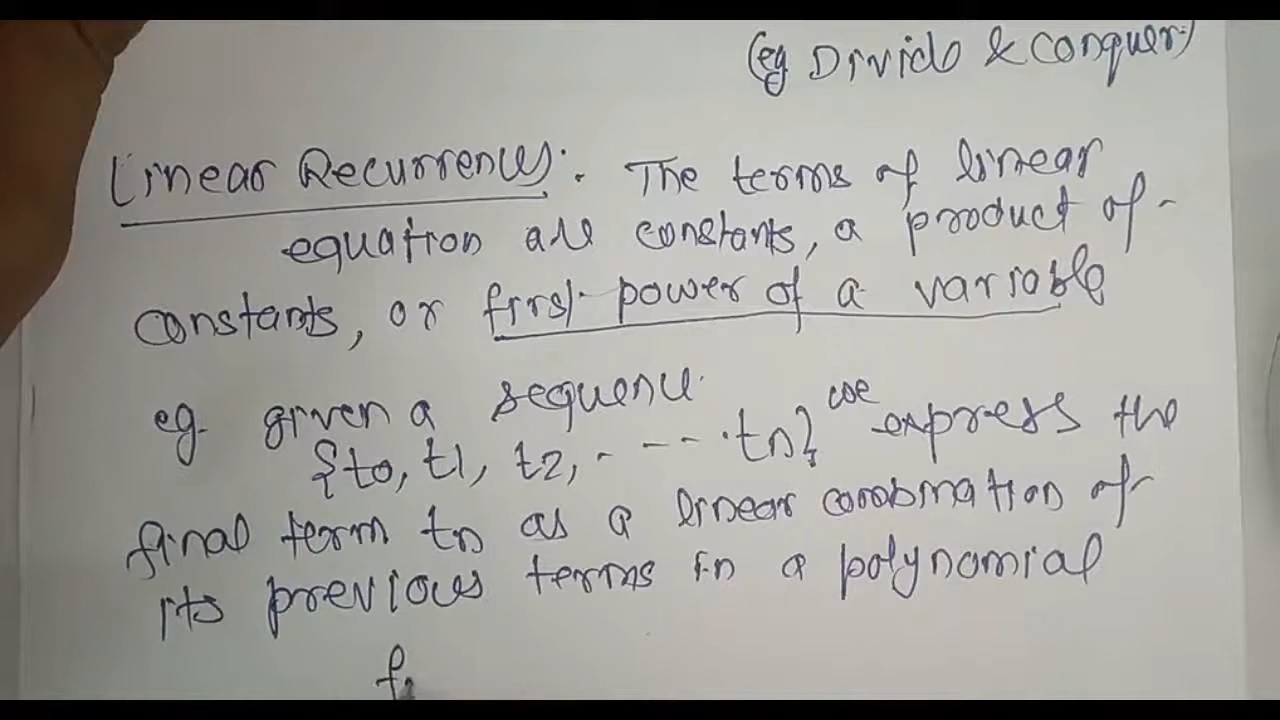 (eg Divide & Conquer)
Linear Recurrences: The terms of linear
equation are constants, a product of
constants, or first power of a variable
eg. given a sequence
{t0, t1, t2, - - - - . tn} we express the
final term tn as a linear combination of
its previous terms in a polynomial